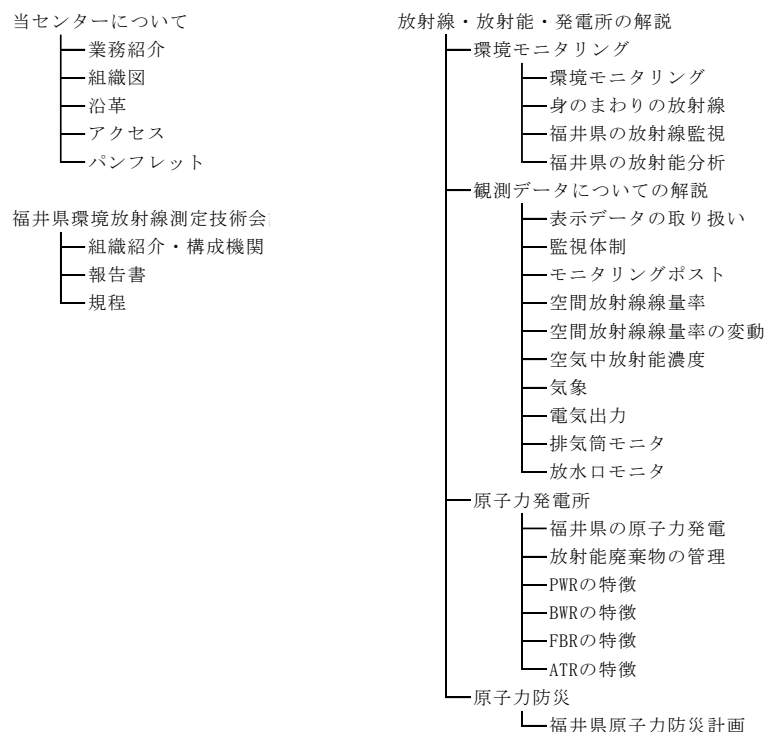 当センターについて
業務紹介
組織図
沿革
アクセス
パンフレット
福井県環境放射線測定技術会
組織紹介・構成機関
報告書
規程
放射線・放射能・発電所の解説
環境モニタリング
環境モニタリング
身のまわりの放射線
福井県の放射線監視
福井県の放射能分析
観測データについての解説
表示データの取り扱い
監視体制
モニタリングポスト
空間放射線線量率
空間放射線線量率の変動
空気中放射能濃度
気象
電気出力
排気筒モニタ
放水口モニタ
原子力発電所
福井県の原子力発電
放射能廃棄物の管理
PWRの特徴
BWRの特徴
FBRの特徴
ATRの特徴
原子力防災
福井県原子力防災計画